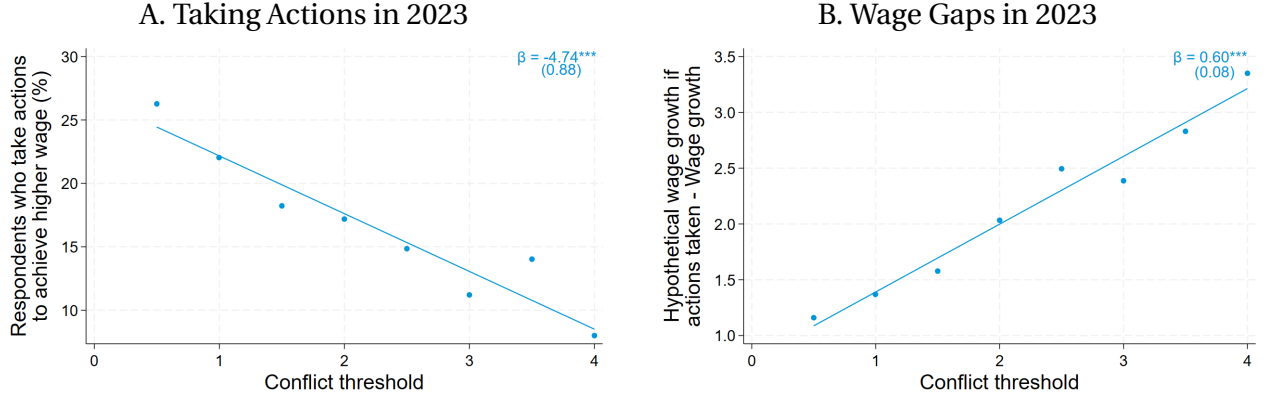 A. Taking Actions in 2023
Respondents who take actions
to achieve higher wage (%)
30
25
20
15
10
β = -4.74***
(0.88)
0 1 2 3 4
Conflict threshold
B. Wage Gaps in 2023
Hypothetical wage growth if
actions taken - Wage growth
3.5
3.0
2.5
2.0
1.5
1.0
β = 0.60***
(0.08)
0 1 2 3 4
Conflict threshold